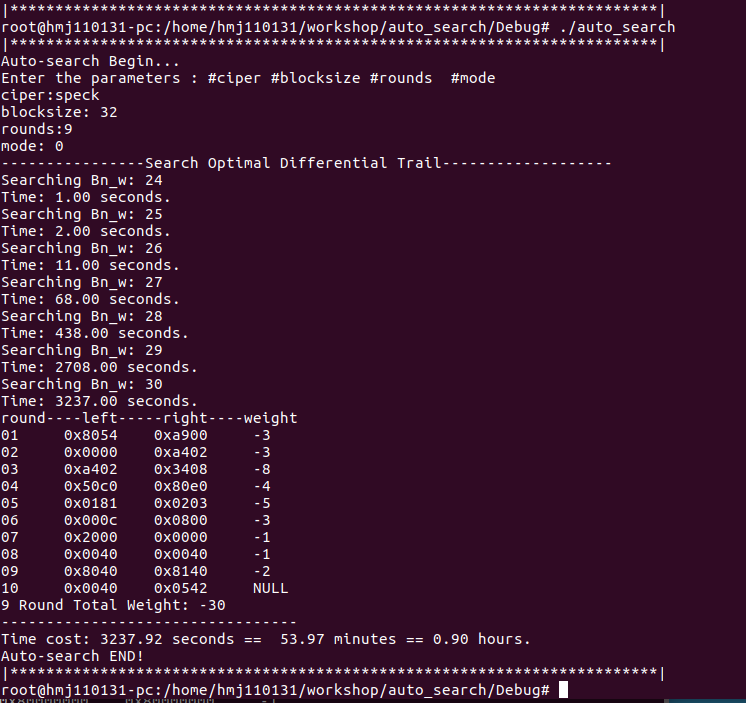 |************************************************************************|
root@hmj110131-pc:/home/hmj110131/workshop/auto_search/Debug# ./auto_search
|************************************************************************|
Auto-search Begin...
Enter the parameters : #ciper #blocksize #rounds  #mode
ciper:speck
blocksize: 32
rounds:9
mode: 0
----------------Search Optimal Differential Trail-------------------
Searching Bn_w: 24
Time: 1.00 seconds.
Searching Bn_w: 25
Time: 2.00 seconds.
Searching Bn_w: 26
Time: 11.00 seconds.
Searching Bn_w: 27
Time: 68.00 seconds.
Searching Bn_w: 28
Time: 438.00 seconds.
Searching Bn_w: 29
Time: 2708.00 seconds.
Searching Bn_w: 30
Time: 3237.00 seconds.
round----left-----right----weight
01     0x8054    0xa900     -3
02     0x0000    0xa402     -3
03     0xa402    0x3408     -8
04     0x50c0    0x80e0     -4
05     0x0181    0x0203     -5
06     0x000c    0x0800     -3
07     0x2000    0x0000     -1
08     0x0040    0x0040     -1
09     0x8040    0x8140     -2
10     0x0040    0x0542     NULL
9 Round Total Weight: -30
---------------------------------
Time cost: 3237.92 seconds ==  53.97 minutes == 0.90 hours.
Auto-search END!
|************************************************************************|
root@hmj110131-pc:/home/hmj110131/workshop/auto_search/Debug#